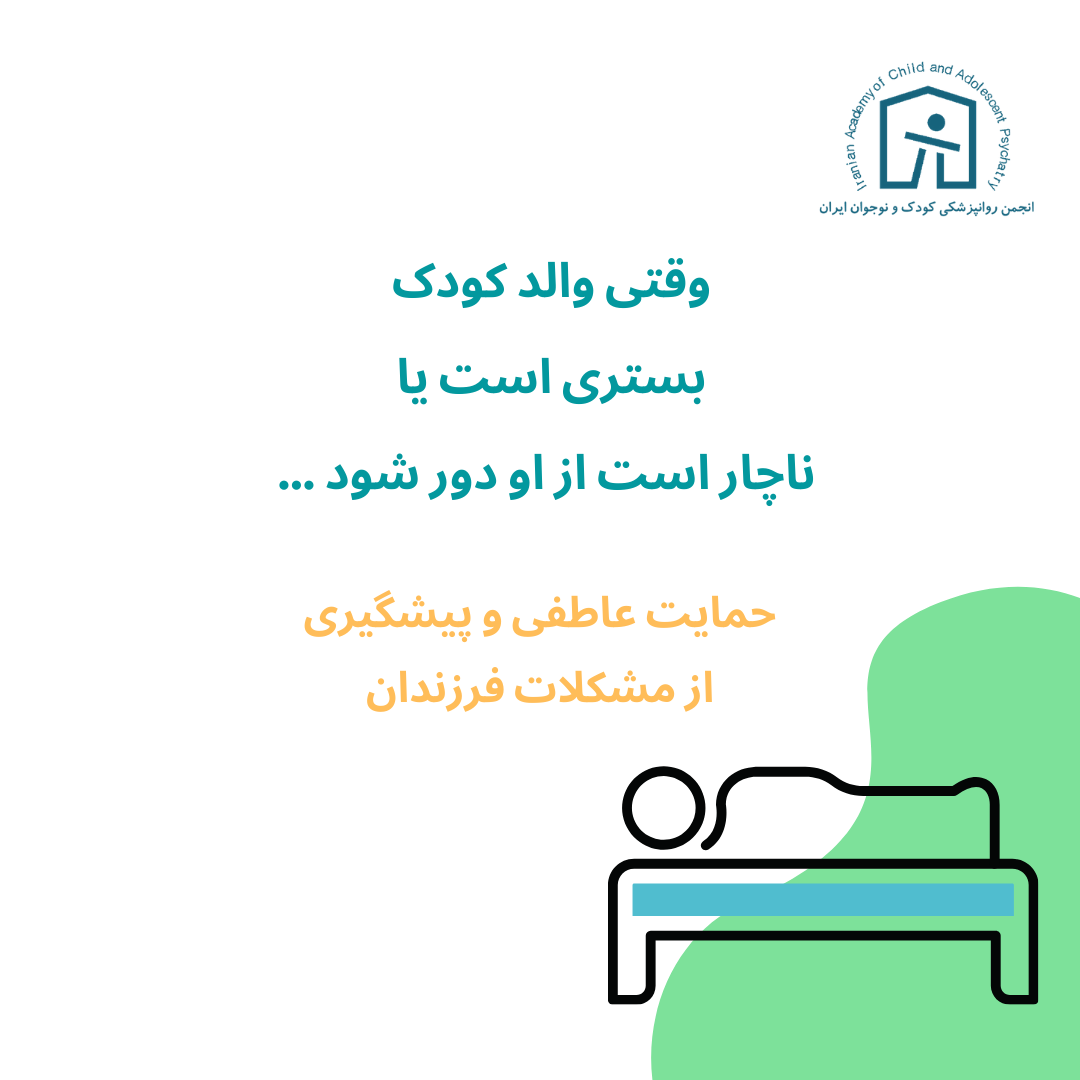 Iranian Academy of Child and Adolescent Psychatry
انجمن روانپزشکی کودک و نوجوان ایران
وقتی والد کودک
بستری است یا
ناچار است از او دور شود ...
حمایت عاطفی و پیشگیری
از مشکلات فرزندان